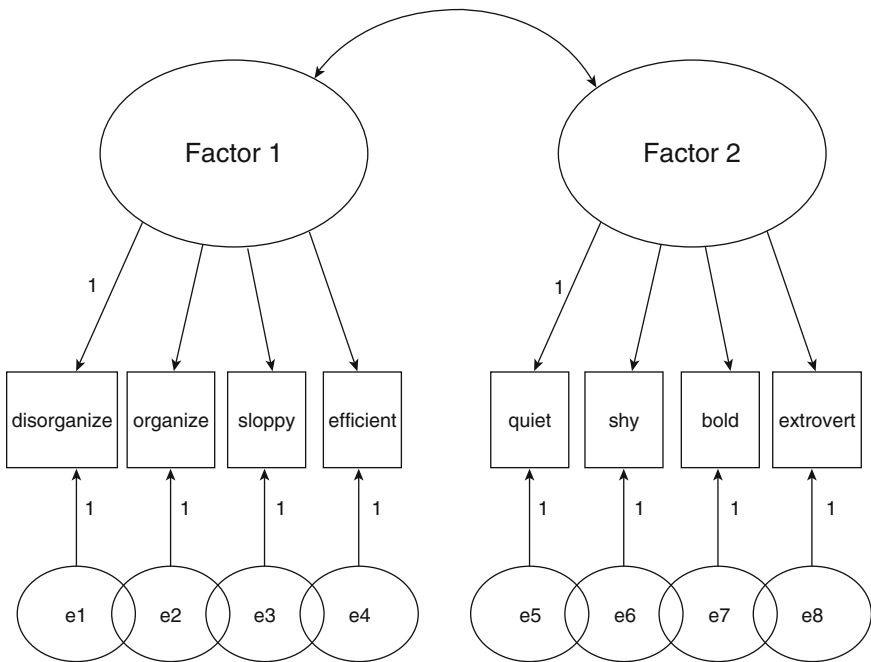 Factor 1
Factor 2
1
1
disorganize
organize
sloppy
efficient
quiet
shy
bold
extrovert
1
1
1
1
1
1
1
1
e1
e2
e3
e4
e5
e6
e7
e8